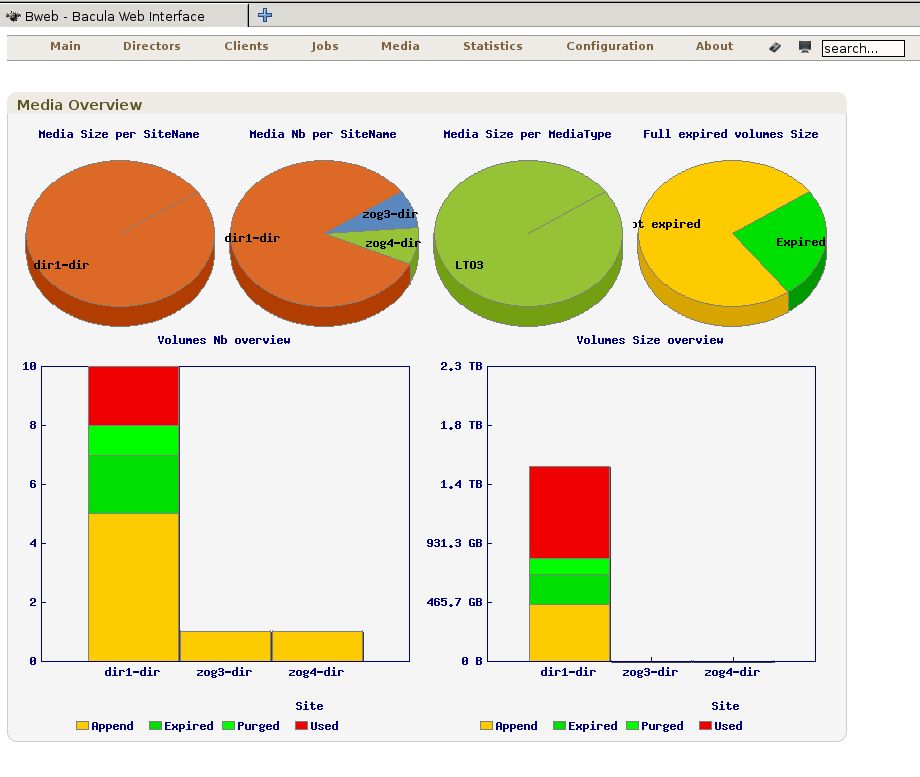 Bweb - Bacula Web Interface
Main Directors Clients Jobs Media Statistics Configuration About search...
Media Overview
Media Size per SiteName Media Nb per SiteName Media Size per MediaType Full expired volumes Size
dir1-dir
dir1-dir zog3-dir zog4-dir
LTO3
ot expired Expired
Volumes Nb overview
10
8
6
4
2
0
dir1-dir zog3-dir zog4-dir
Site
Append Expired Purged Used
Volumes Size overview
2.3 TB
1.8 TB
1.4 TB
931.3 GB
465.7 GB
0 B
dir1-dir zog3-dir zog4-dir
Site
Append Expired Purged Used